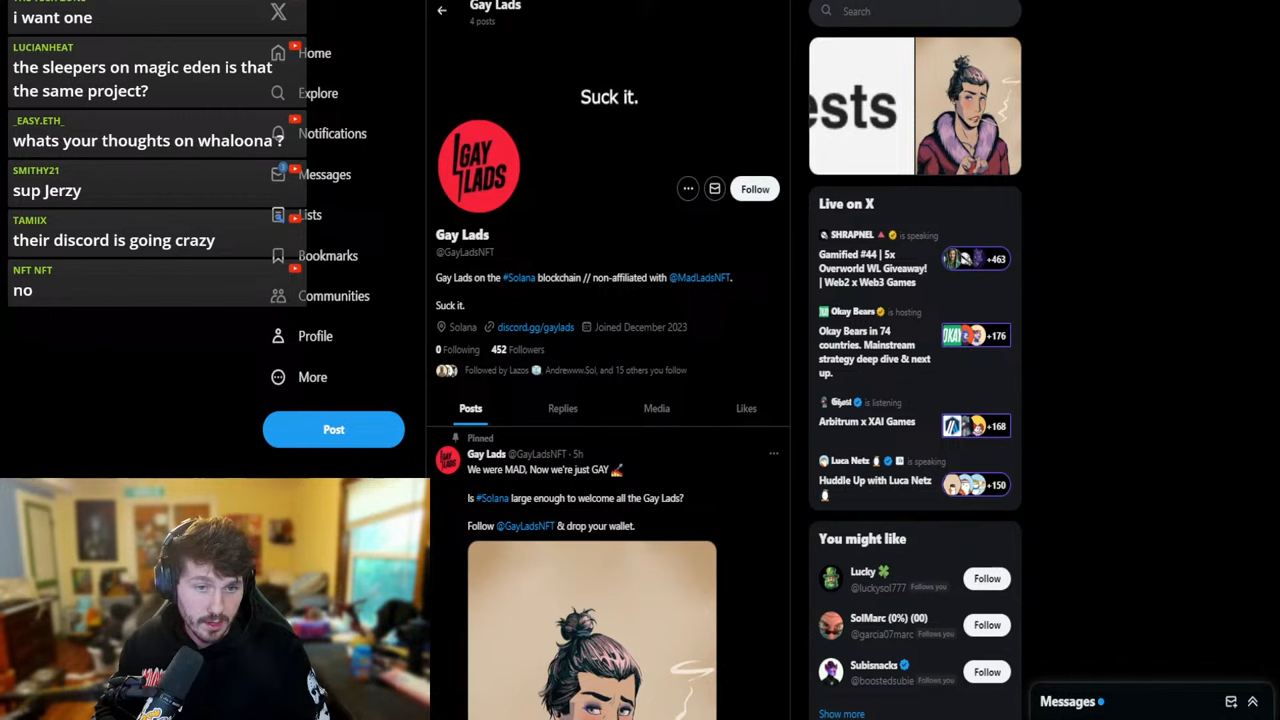 i want one
LUCIANHEAT
the sleepers on magic eden is that
the same project?
_EASY.ETH_
whats your thoughts on whaloona ?
SMITHY21
sup Jerzy
TAMIIX
their discord is going crazy
NFT NFT
no
Home
Explore
Notifications
3
Messages
Lists
Bookmarks
Communities
Profile
More
Post
Gay Lads
4 posts
Suck it.
GAY
LADS
Follow
Gay Lads
@GayLadsNFT
Gay Lads on the #Solana blockchain // non-affiliated with @MadLadsNFT.
Suck it.
Solana discord.gg/gaylads Joined December 2023
0 Following 452 Followers
Followed by Lazos , Andrewww.Sol, and 15 others you follow
Posts Replies Media Likes
Pinned
GAY
LADS
Gay Lads @GayLadsNFT · 5h
We were MAD, Now we're just GAY
Is #Solana large enough to welcome all the Gay Lads?
Follow @GayLadsNFT & drop your wallet.
Search
ests
Live on X
SHRAPNEL is speaking
Gamified #44 | 5x
Overworld WL Giveaway!
| Web2 x Web3 Games
+463
Okay Bears is hosting
Okay Bears in 74
countries. Mainstream
strategy deep dive & next
up.
OKAY
+176
Ghost is listening
Arbitrum x XAI Games
+168
Luca Netz is speaking
Huddle Up with Luca Netz
+150
You might like
Lucky
@luckysol777 Follows you
Follow
SolMarc (0%) (00)
@garcia07marc Follows you
Follow
Subisnacks
@boostedsubie Follows you
Follow
Show more
Messages